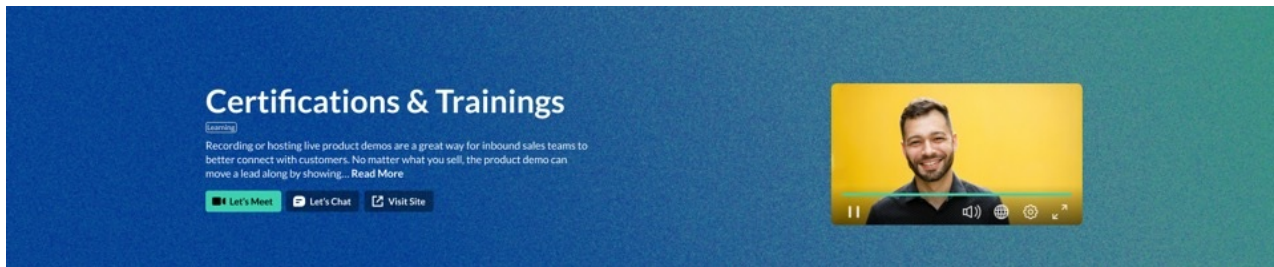 Certifications & Trainings
Learning
Recording or hosting live product demos are a great way for inbound sales teams to
better connect with customers. No matter what you sell, the product demo can
move a lead along by showing... Read More
Let's Meet
Let's Chat
Visit Site